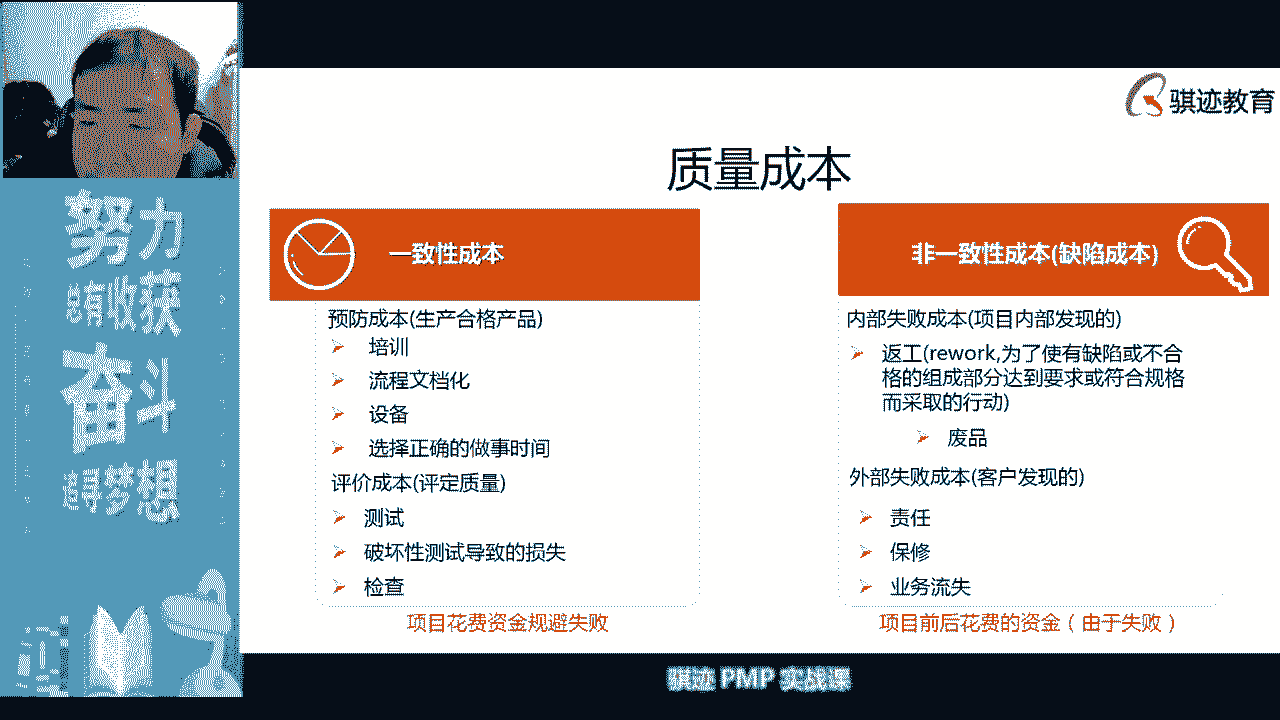 骐迹教育
努力
总有收获
奋斗
追寻梦想
质量成本
一致性成本
预防成本(生产合格产品)
培训
流程文档化
设备
选择正确的做事时间
评价成本(评定质量)
测试
破坏性测试导致的损失
检查
项目花费资金规避失败
非一致性成本(缺陷成本)
内部失败成本(项目内部发现的)
返工(rework,为了使有缺陷或不合
格的组成部分达到要求或符合规格
而采取的行动)
废品
外部失败成本(客户发现的)
责任
保修
业务流失
项目前后花费的资金（由于失败）
骐迹 PMP 实战课